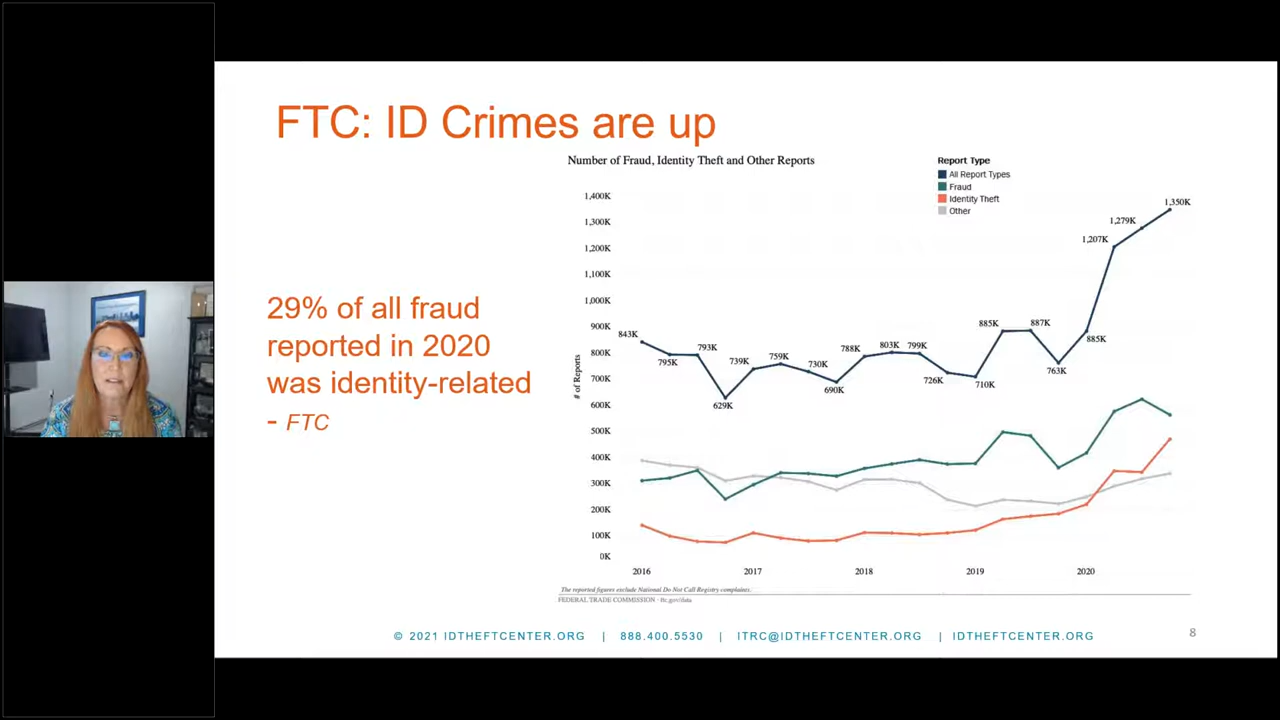 FTC: ID Crimes are up
Number of Fraud, Identity Theft and Other Reports
Report Type
All Report Types
Fraud
Identity Theft
Other
29% of all fraud
reported in 2020
was identity-related
- FTC
# of Reports
1,400K
1,300K
1,200K
1,100K
1,000K
900K
800K
700K
600K
500K
400K
300K
200K
100K
0K
843K
795K
793K
629K
739K
759K
730K
690K
788K
803K
799K
726K
710K
885K
887K
763K
885K
1,207K
1,279K
1,350K
2016 2017 2018 2019 2020
The reported figures exclude National Do Not Call Registry complaints.
FEDERAL TRADE COMMISSION · ftc.gov/data
© 2021 IDTHEFTCENTER.ORG | 888.400.5530 | ITRC@IDTHEFTCENTER.ORG | IDTHEFTCENTER.ORG
8